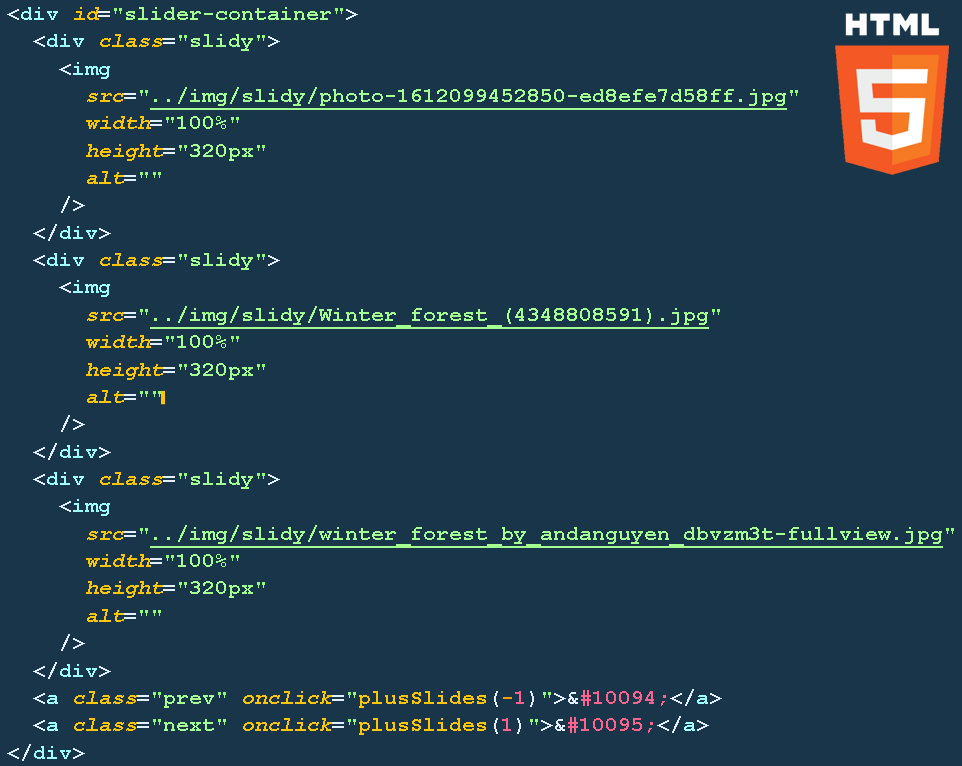 <div id="slider-container">
  <div class="slidy">
    <img
      src="../img/slidy/photo-1612099452850-ed8efe7d58ff.jpg"
      width="100%"
      height="320px"
      alt=""
    />
  </div>
  <div class="slidy">
    <img
      src="../img/slidy/Winter_forest_(4348808591).jpg"
      width="100%"
      height="320px"
      alt=""
    />
  </div>
  <div class="slidy">
    <img
      src="../img/slidy/winter_forest_by_andanguyen_dbvzm3t-fullview.jpg"
      width="100%"
      height="320px"
      alt=""
    />
  </div>
  <a class="prev" onclick="plusSlides(-1)">&#10094;</a>
  <a class="next" onclick="plusSlides(1)">&#10095;</a>
</div>
HTML
5